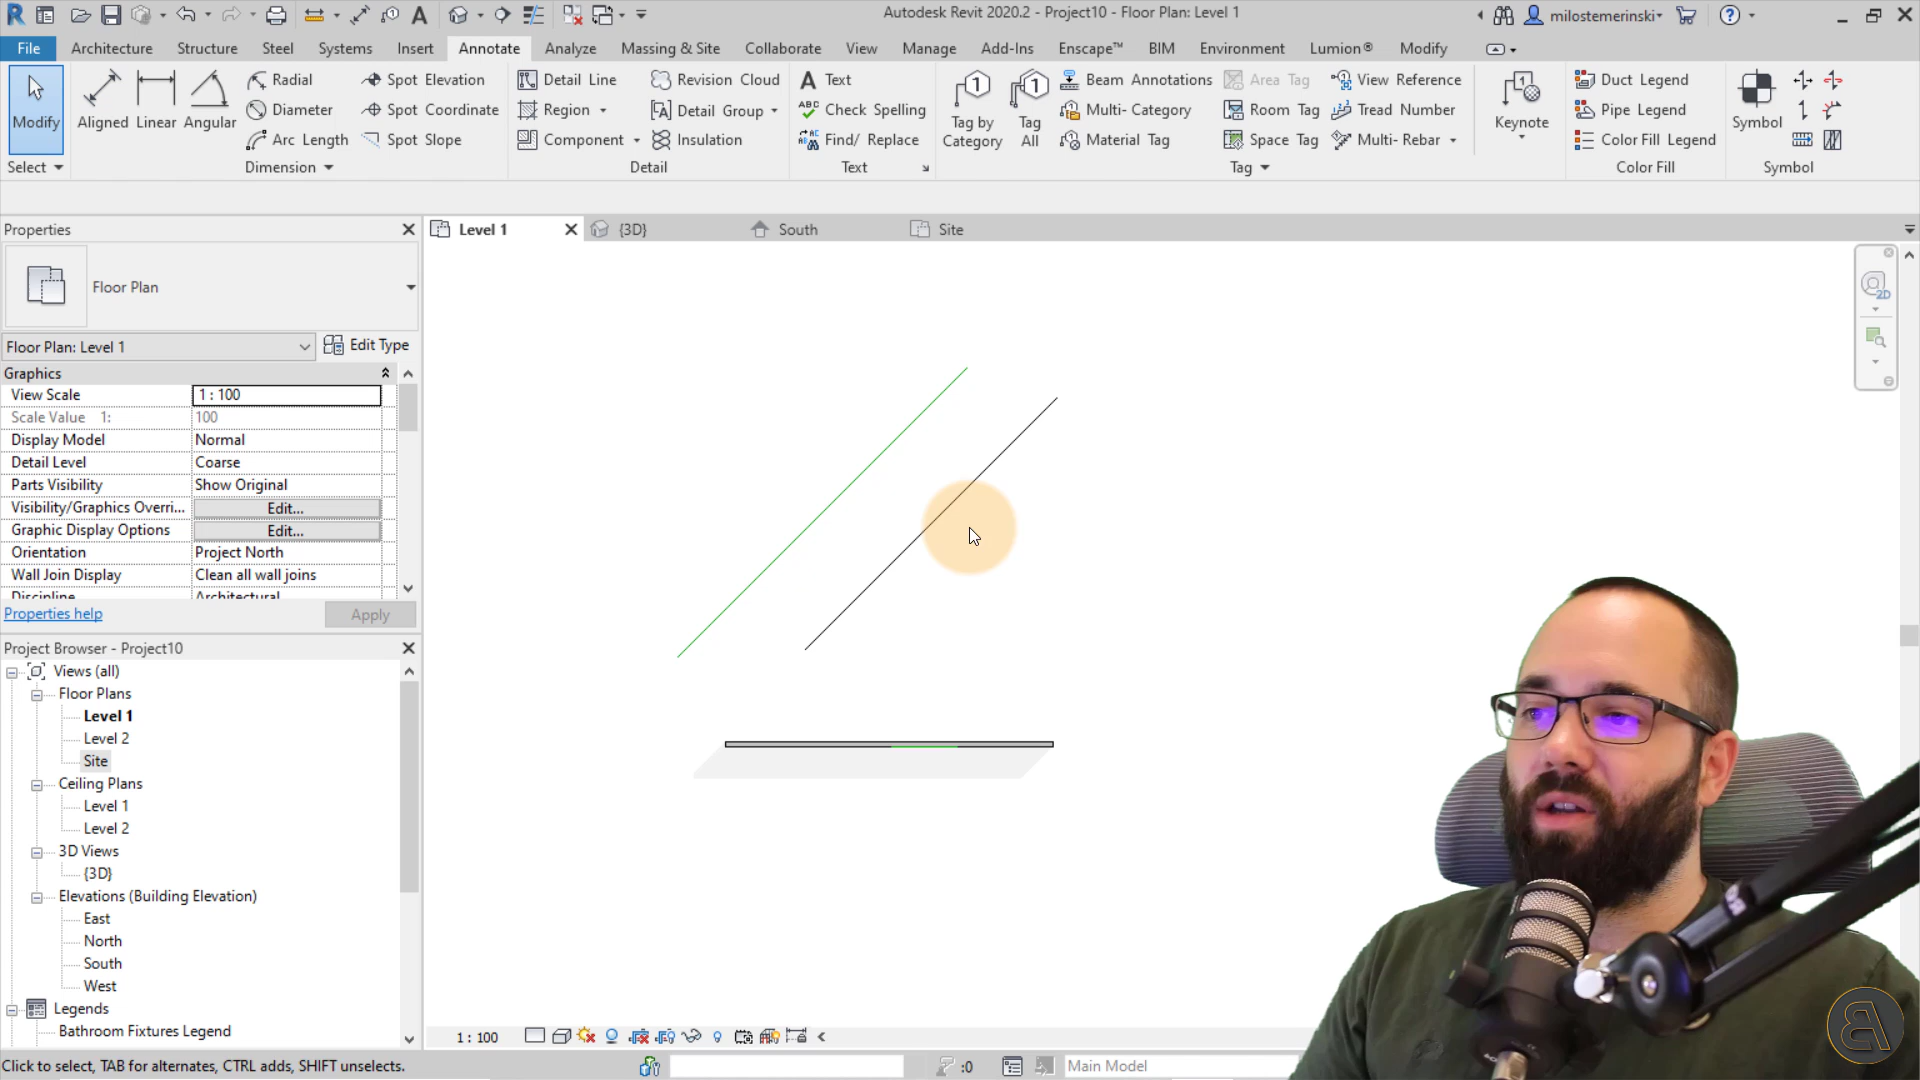 Autodesk Revit 2020.2 - Project10 - Floor Plan: Level 1
milostemerinski
File Architecture Structure Steel Systems Insert Annotate Analyze Massing & Site Collaborate View Manage Add-Ins Enscape™ BIM Environment Lumion® Modify
Modify
Select
Aligned Linear Angular
Radial
Diameter
Arc Length
Spot Elevation
Spot Coordinate
Spot Slope
Dimension
Detail Line
Region
Component
Revision Cloud
Detail Group
Insulation
Detail
Text
Check Spelling
Find/ Replace
Text
Tag by
Category
Tag
All
Beam Annotations
Multi- Category
Material Tag
Area Tag
Room Tag
Space Tag
View Reference
Tread Number
Multi- Rebar
Tag
Keynote
Duct Legend
Pipe Legend
Color Fill Legend
Color Fill
Symbol
Symbol
Properties
Level 1 {3D} South Site
Floor Plan
Floor Plan: Level 1
Edit Type
Graphics
View Scale 1 : 100
Scale Value 1: 100
Display Model Normal
Detail Level Coarse
Parts Visibility Show Original
Visibility/Graphics Overri... Edit...
Graphic Display Options Edit...
Orientation Project North
Wall Join Display Clean all wall joins
Discipline Architectural
Properties help
Apply
Project Browser - Project10
Views (all)
Floor Plans
Level 1
Level 2
Site
Ceiling Plans
Level 1
Level 2
3D Views
{3D}
Elevations (Building Elevation)
East
North
South
West
Legends
Bathroom Fixtures Legend
1 : 100
Click to select, TAB for alternates, CTRL adds, SHIFT unselects.
:0
Main Model
2D